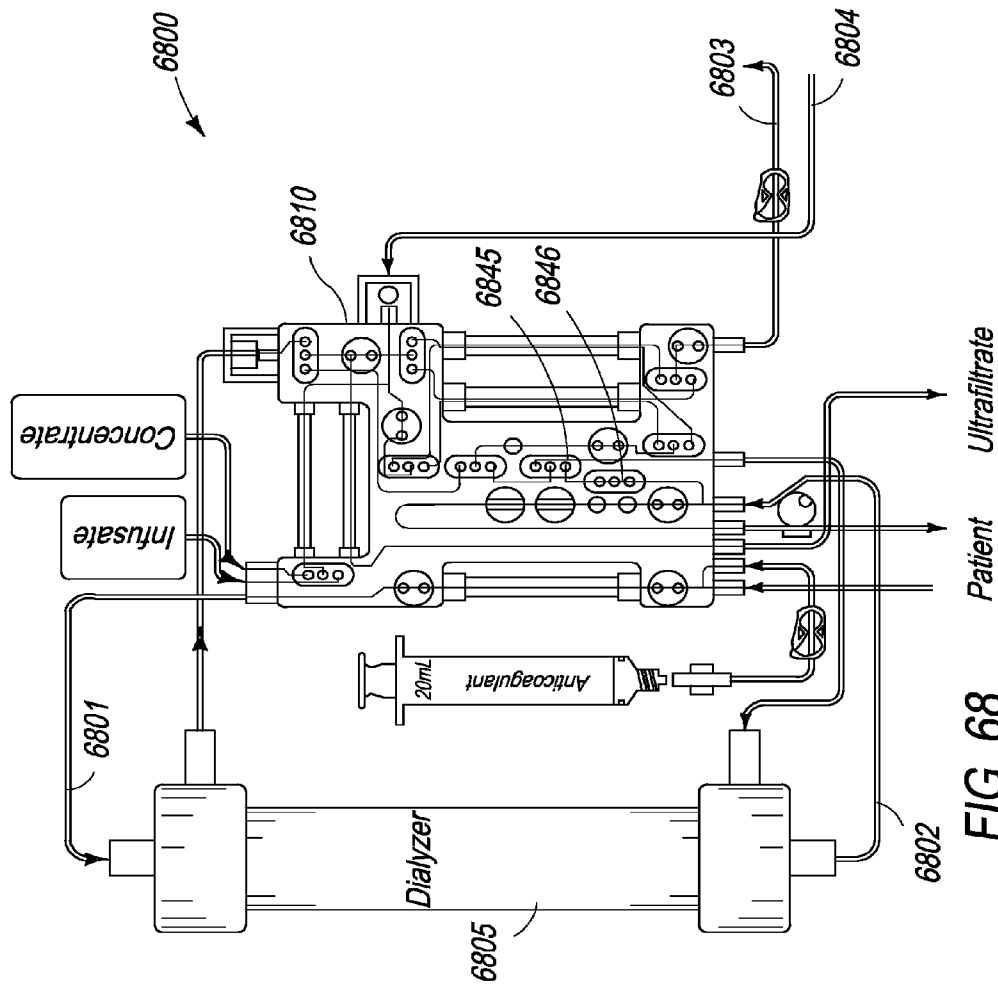 6800
6803
6804
6810
6845
6846
Concentrate
Infusate
Ultrafiltrate
Patient
20mL
Anticoagulant
6801
Dialyzer
6805
6802
FIG. 68